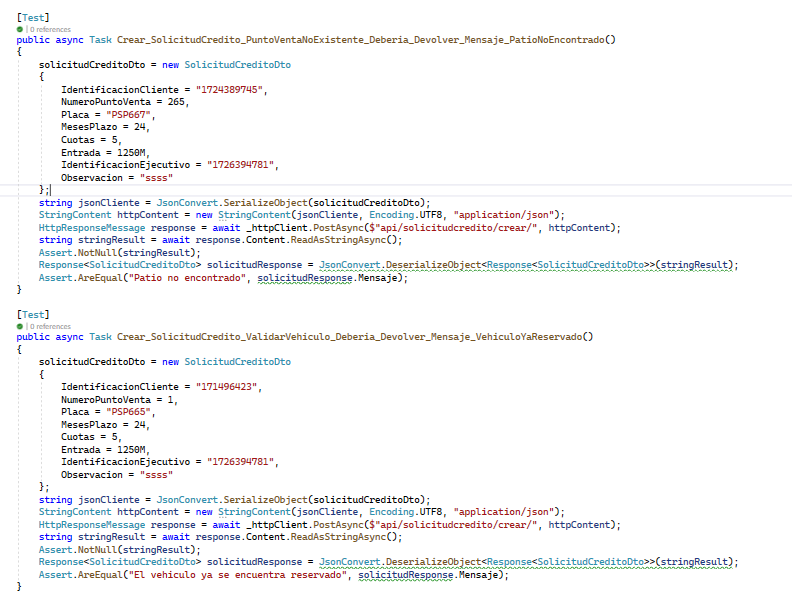 [Test]
0 references
public async Task Crear_SolicitudCredito_PuntoVentaNoExistente_Deberia_Devolver_Mensaje_PatioNoEncontrado()
{
solicitudCreditoDto = new SolicitudCreditoDto
{
IdentificacionCliente = "1724389745",
NumeroPuntoVenta = 265,
Placa = "PSP667",
MesesPlazo = 24,
Cuotas = 5,
Entrada = 1250M,
IdentificacionEjecutivo = "1726394781",
Observacion = "ssss"
};
string jsonCliente = JsonConvert.SerializeObject(solicitudCreditoDto);
StringContent httpContent = new StringContent(jsonCliente, Encoding.UTF8, "application/json");
HttpResponseMessage response = await _httpClient.PostAsync($"api/solicitudcredito/crear/", httpContent);
string stringResult = await response.Content.ReadAsStringAsync();
Assert.NotNull(stringResult);
Response<SolicitudCreditoDto> solicitudResponse = JsonConvert.DeserializeObject<Response<SolicitudCreditoDto>>(stringResult);
Assert.AreEqual("Patio no encontrado", solicitudResponse.Mensaje);
}
[Test]
0 references
public async Task Crear_SolicitudCredito_ValidarVehiculo_Deberia_Devolver_Mensaje_VehiculoYaReservado()
{
solicitudCreditoDto = new SolicitudCreditoDto
{
IdentificacionCliente = "171496423",
NumeroPuntoVenta = 1,
Placa = "PSP665",
MesesPlazo = 24,
Cuotas = 5,
Entrada = 1250M,
IdentificacionEjecutivo = "1726394781",
Observacion = "ssss"
};
string jsonCliente = JsonConvert.SerializeObject(solicitudCreditoDto);
StringContent httpContent = new StringContent(jsonCliente, Encoding.UTF8, "application/json");
HttpResponseMessage response = await _httpClient.PostAsync($"api/solicitudcredito/crear/", httpContent);
string stringResult = await response.Content.ReadAsStringAsync();
Assert.NotNull(stringResult);
Response<SolicitudCreditoDto> solicitudResponse = JsonConvert.DeserializeObject<Response<SolicitudCreditoDto>>(stringResult);
Assert.AreEqual("El vehiculo ya se encuentra reservado", solicitudResponse.Mensaje);
}